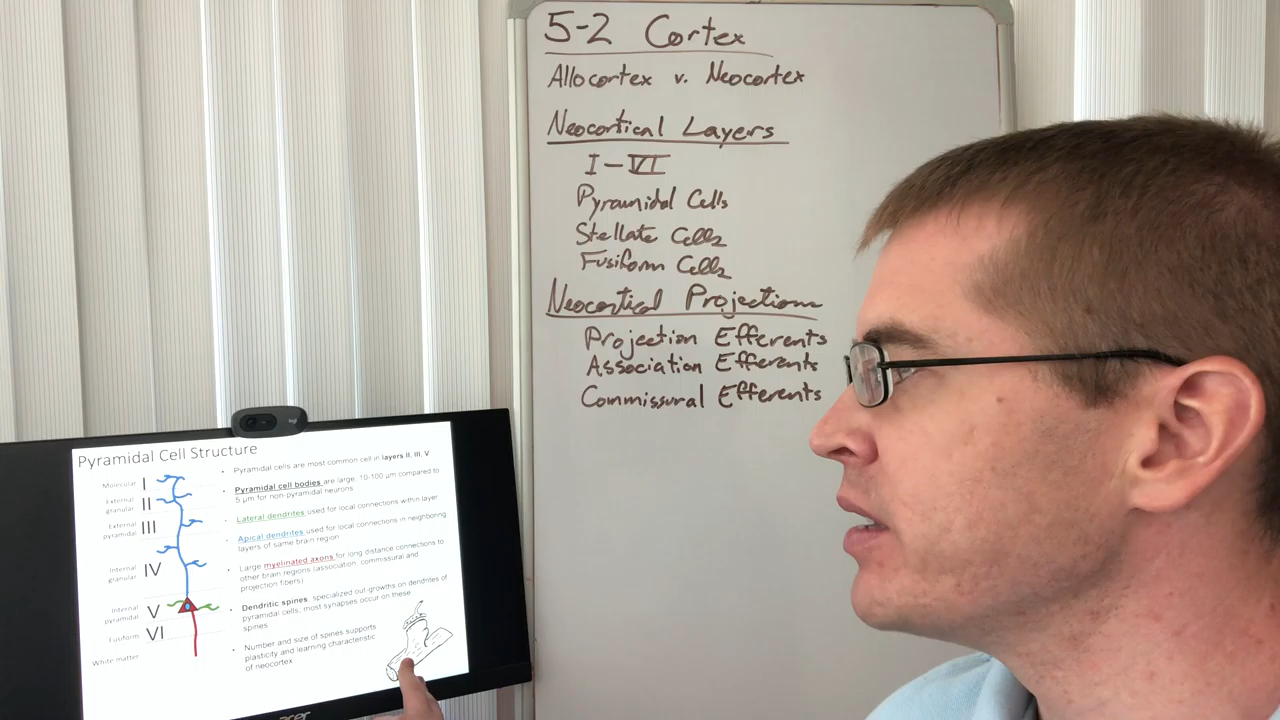 5-2 Cortex
Allocortex v. Neocortex
Neocortical Layers
I-VI
Pyramidal Cells
Stellate Cells
Fusiform Cells
Neocortical Projections
Projection Efferents
Association Efferents
Commissural Efferents
logi
Pyramidal Cell Structure
Molecular I
External granular II
External pyramidal III
Internal granular IV
Internal pyramidal V
Fusiform VI
White matter
• Pyramidal cells are most common cell in layers II, III, V
• Pyramidal cell bodies are large, 10-100 μm compared to
5 μm for non-pyramidal neurons
• Lateral dendrites used for local connections within layer
• Apical dendrites used for local connections in neighboring
layers of same brain region
• Large myelinated axons for long distance connections to
other brain regions (association, commissural and
projection fibers)
• Dendritic spines, specialized out-growths on dendrites of
pyramidal cells; most synapses occur on these
spines
• Number and size of spines supports
plasticity and learning characteristic
of neocortex
acer